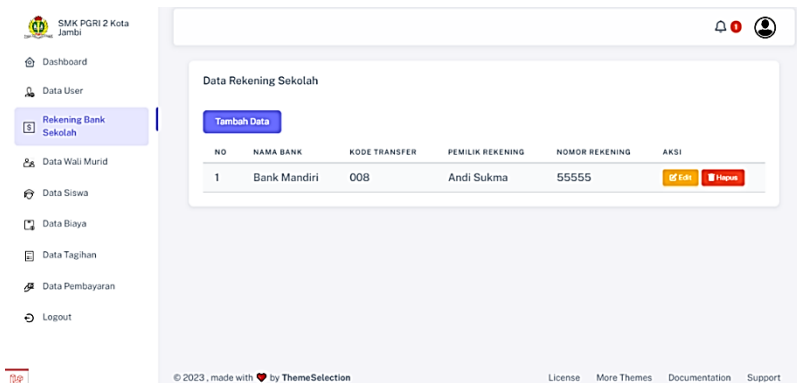 SMK PGRI 2 Kota
Jambi
Dashboard
Data User
Rekening Bank
Sekolah
Data Wali Murid
Data Siswa
Data Biaya
Data Tagihan
Data Pembayaran
Logout
1
Data Rekening Sekolah
Tambah Data
NO NAMA BANK KODE TRANSFER PEMILIK REKENING NOMOR REKENING AKSI
1 Bank Mandiri 008 Andi Sukma 55555 Edit Hapus
© 2023 , made with ❤ by ThemeSelection License More Themes Documentation Support